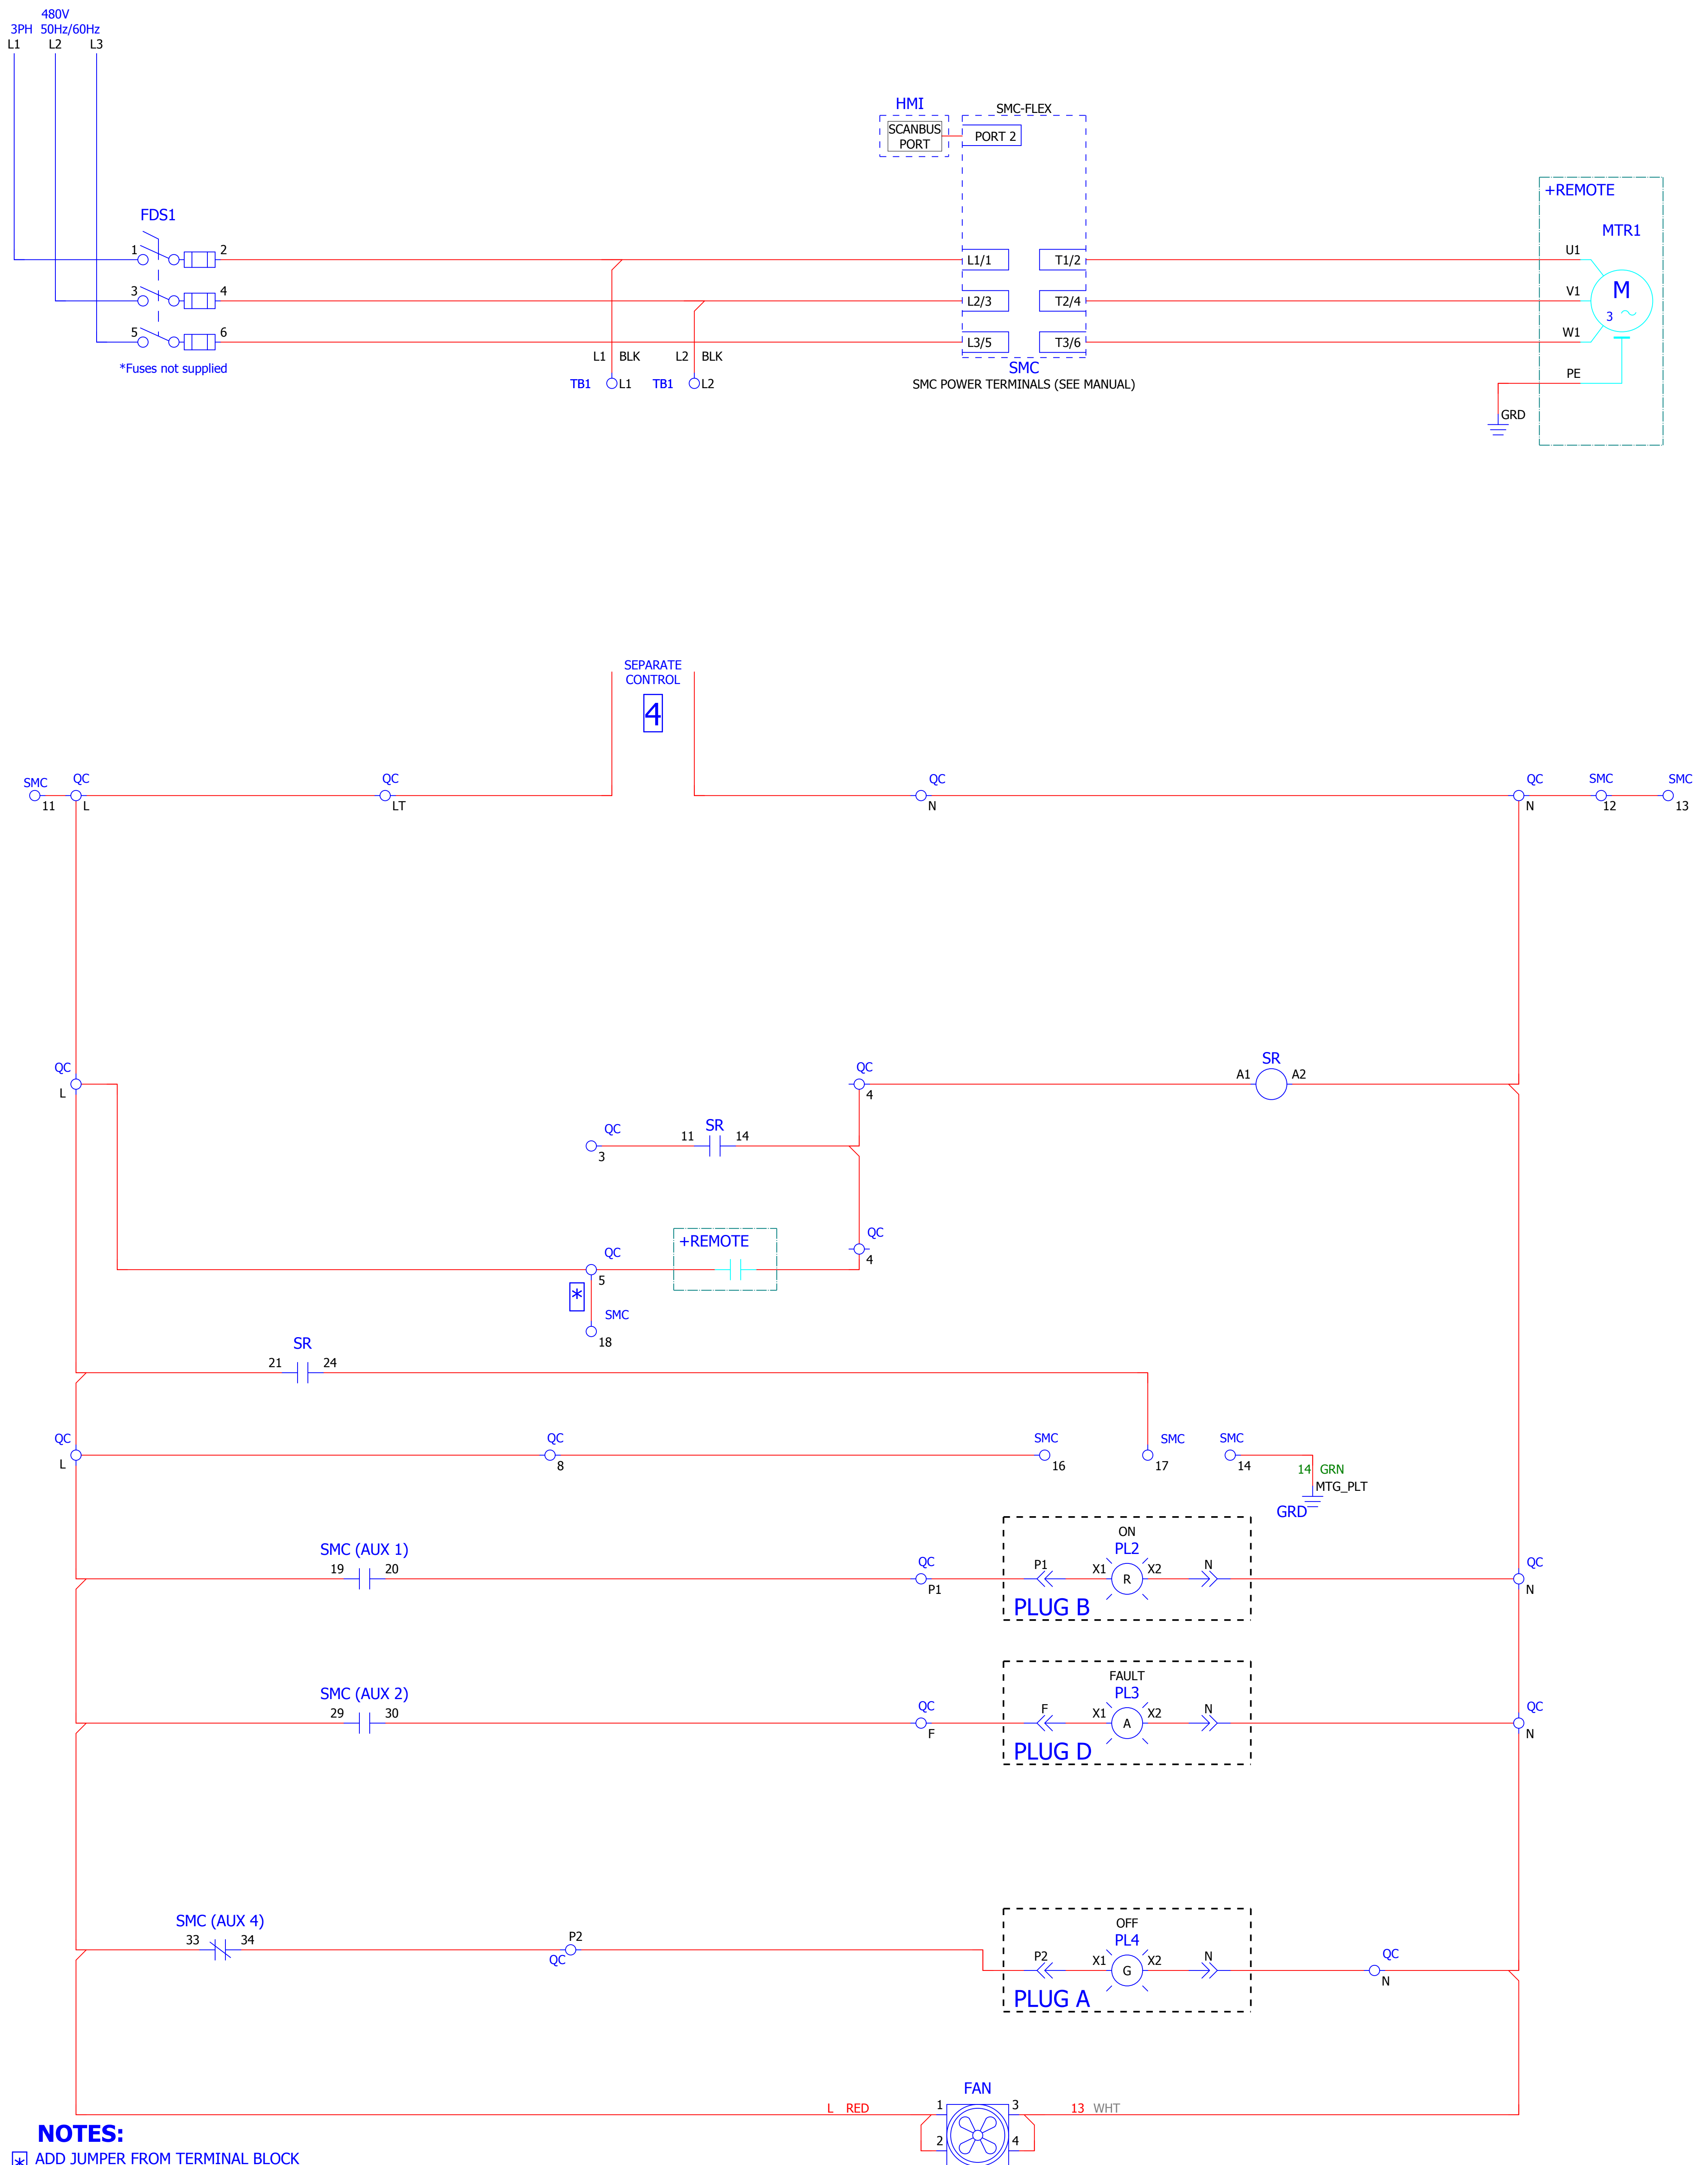 480V
3PH 50Hz/60Hz
L1 L2 L3
HMI
SCANBUS
PORT
SMC-FLEX
PORT 2
+REMOTE
MTR1
FDS1
1 2
3 4
5 6
*Fuses not supplied
L1/1 T1/2
L2/3 T2/4
L3/5 T3/6
U1
V1
W1
PE
M
3
GRD
L1 BLK L2 BLK
TB1 L1 TB1 L2
SMC
SMC POWER TERMINALS (SEE MANUAL)
SEPARATE
CONTROL
4
SMC QC QC QC QC SMC SMC
11 L LT N N 12 13
QC QC SR
L 4 A1 A2
QC SR
3 11 14
+REMOTE
QC QC
5 4
*
SMC
18
SR
21 24
QC QC SMC SMC SMC
L 8 16 17 14
14 GRN
MTG_PLT
GRD
SMC (AUX 1)
19 20
QC
P1
ON
PL2
P1 X1 R X2 N
PLUG B
QC
N
SMC (AUX 2)
29 30
QC
F
FAULT
PL3
F X1 A X2 N
PLUG D
QC
N
SMC (AUX 4)
33 34
P2
QC
OFF
PL4
P2 X1 G X2 N
PLUG A
QC
N
FAN
L RED 1 3 13 WHT
2 4
NOTES:
* ADD JUMPER FROM TERMINAL BLOCK